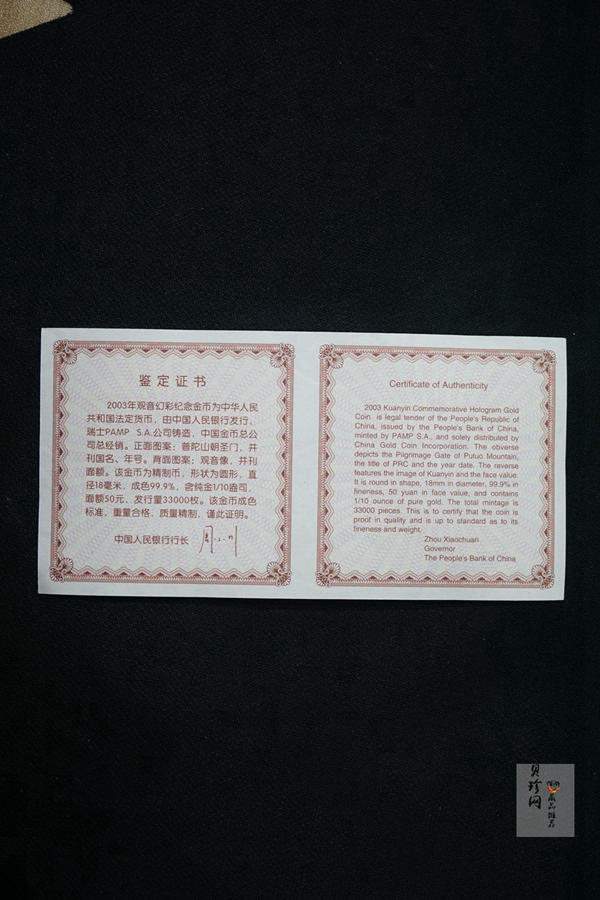 鉴定证书
2003年观音幻彩纪念金币为中华人民
共和国法定货币，由中国人民银行发行、
瑞士PAMP S.A.公司铸造，中国金币总公
司总经销。正面图案：普陀山朝圣门，并
刊国名、年号。背面图案：观音像，并刊
面额。该金币为精制币，形状为圆形，直
径18毫米，成色99.9%，含纯金1/10盎司，
面额50元，发行量33000枚。该金币成色
标准，重量合格，质量精制，谨此证明。
中国人民银行行长
Certificate of Authenticity
2003 Kuanyin Commemorative Hologram Gold
Coin is legal tender of the People's Republic of
China, issued by the People's Bank of China,
minted by PAMP S.A., and solely distributed by
China Gold Coin Incorporation. The obverse
depicts the Pilgrimage Gate of Putuo Mountain,
the title of PRC and the year date. The reverse
features the image of Kuanyin and the face value.
It is round in shape, 18mm in diameter, 99.9% in
fineness, 50 yuan in face value, and contains
1/10 ounce of pure gold. The total mintage is
33000 pieces. This is to certify that the coin is
proof in quality and is up to standard as to its
fineness and weight.
Zhou Xiaochuan
Governor
The People's Bank of China
贝珍网
藏品雅石